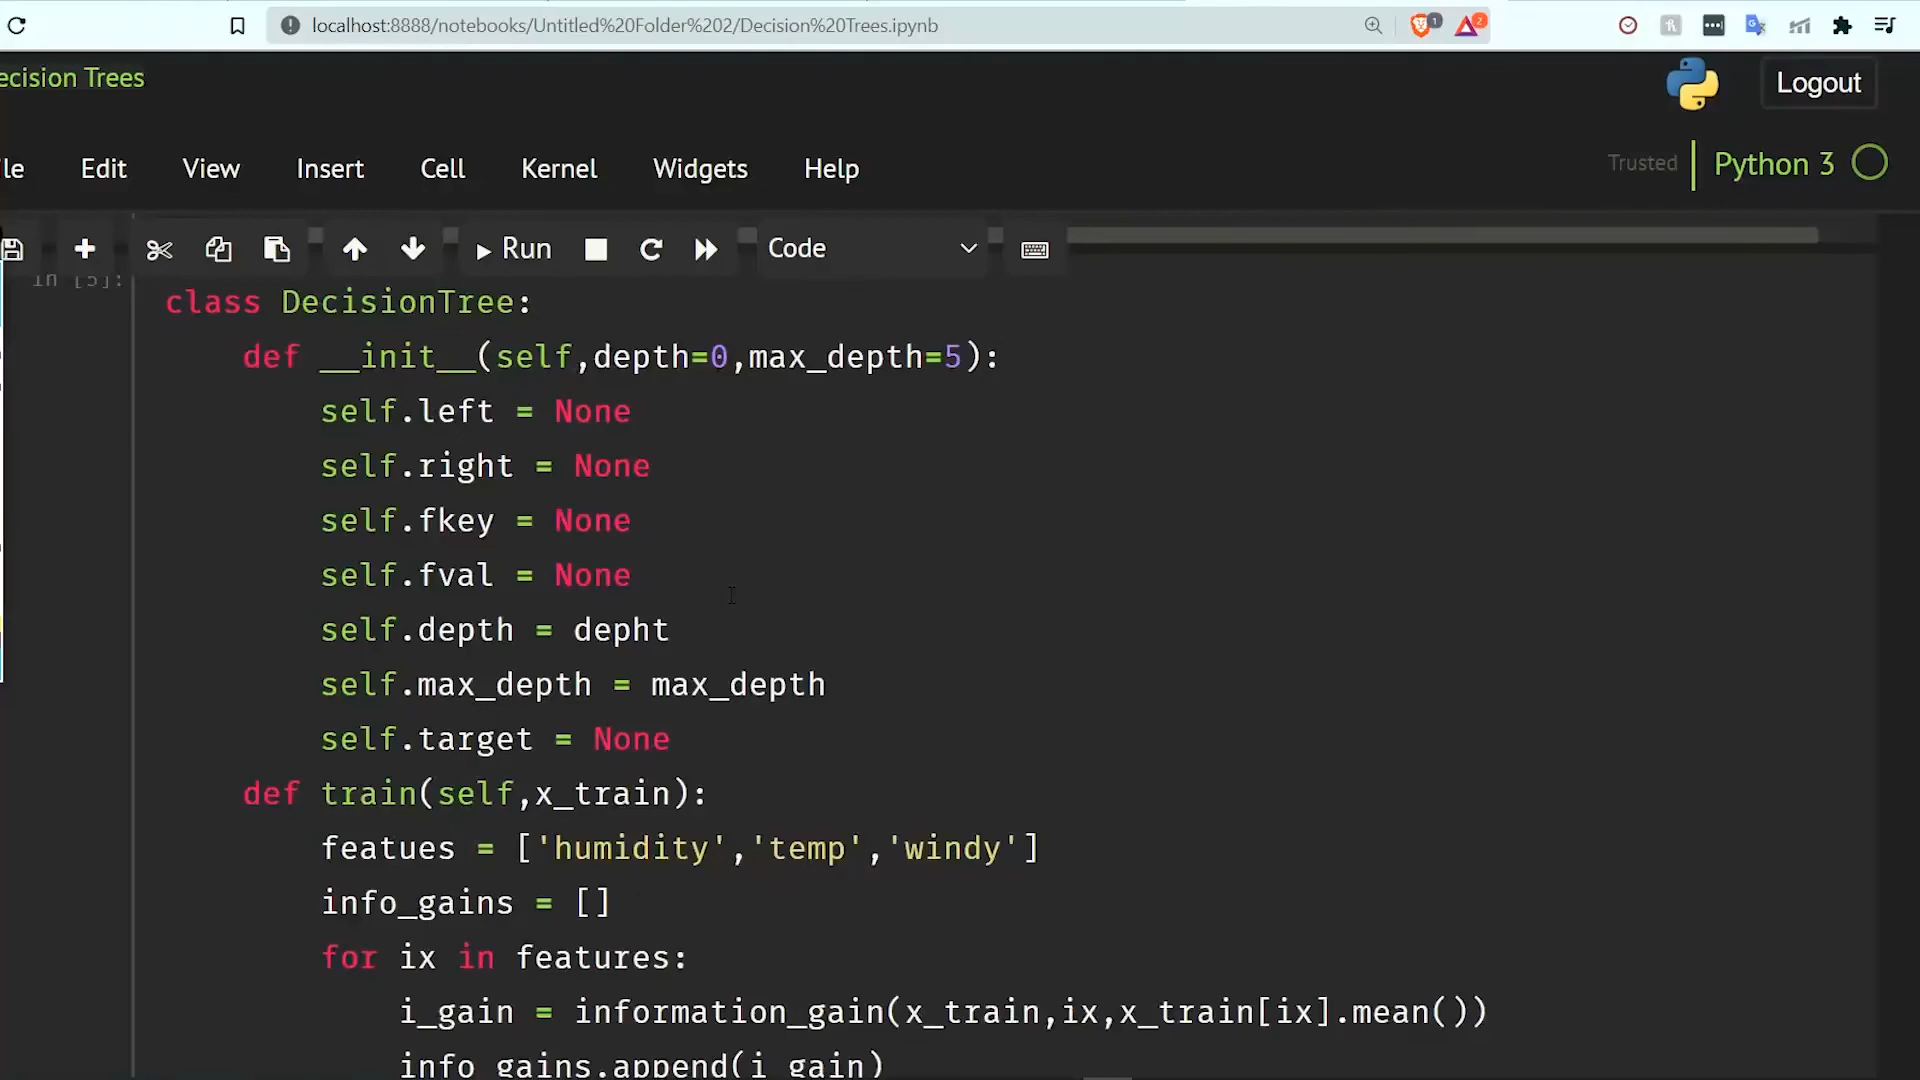 localhost:8888/notebooks/Untitled%20Folder%202/Decision%20Trees.ipynb
1
2
ecision Trees
Logout
le Edit View Insert Cell Kernel Widgets Help
Trusted
Python 3
Run
Code
In [5]:
class DecisionTree:
def __init__(self,depth=0,max_depth=5):
self.left = None
self.right = None
self.fkey = None
self.fval = None
self.depth = depht
self.max_depth = max_depth
self.target = None
def train(self,x_train):
featues = ['humidity','temp','windy']
info_gains = []
for ix in features:
i_gain = information_gain(x_train,ix,x_train[ix].mean())
info_gains.append(i_gain)